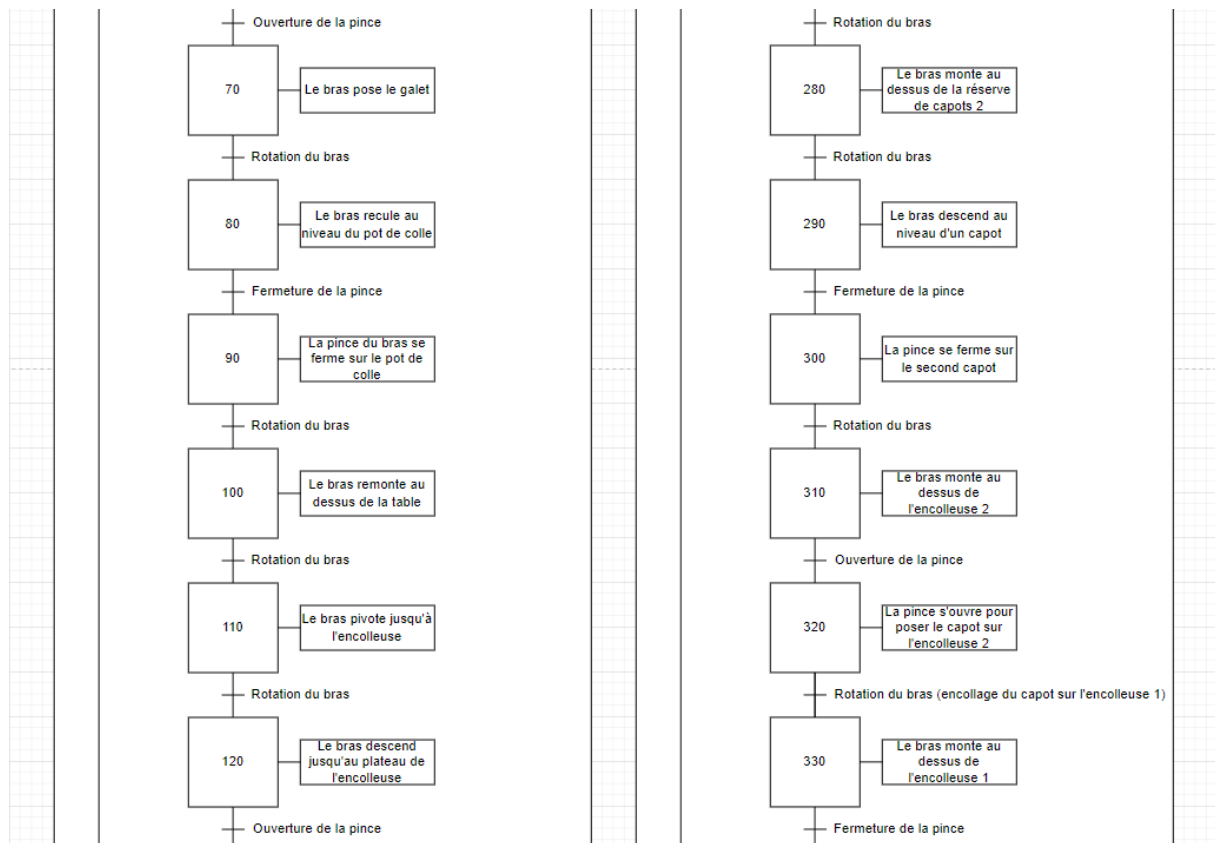 Ouverture de la pince
70
Le bras pose le galet
Rotation du bras
80
Le bras recule au
niveau du pot de colle
Fermeture de la pince
90
La pince du bras se
ferme sur le pot de
colle
Rotation du bras
100
Le bras remonte au
dessus de la table
Rotation du bras
110
Le bras pivote jusqu'à
l'encolleuse
Rotation du bras
120
Le bras descend
jusqu'au plateau de
l'encolleuse
Ouverture de la pince
Rotation du bras
280
Le bras monte au
dessus de la réserve
de capots 2
Rotation du bras
290
Le bras descend au
niveau d'un capot
Fermeture de la pince
300
La pince se ferme sur
le second capot
Rotation du bras
310
Le bras monte au
dessus de
l'encolleuse 2
Ouverture de la pince
320
La pince s'ouvre pour
poser le capot sur
l'encolleuse 2
Rotation du bras (encollage du capot sur l'encolleuse 1)
330
Le bras monte au
dessus de
l'encolleuse 1
Fermeture de la pince